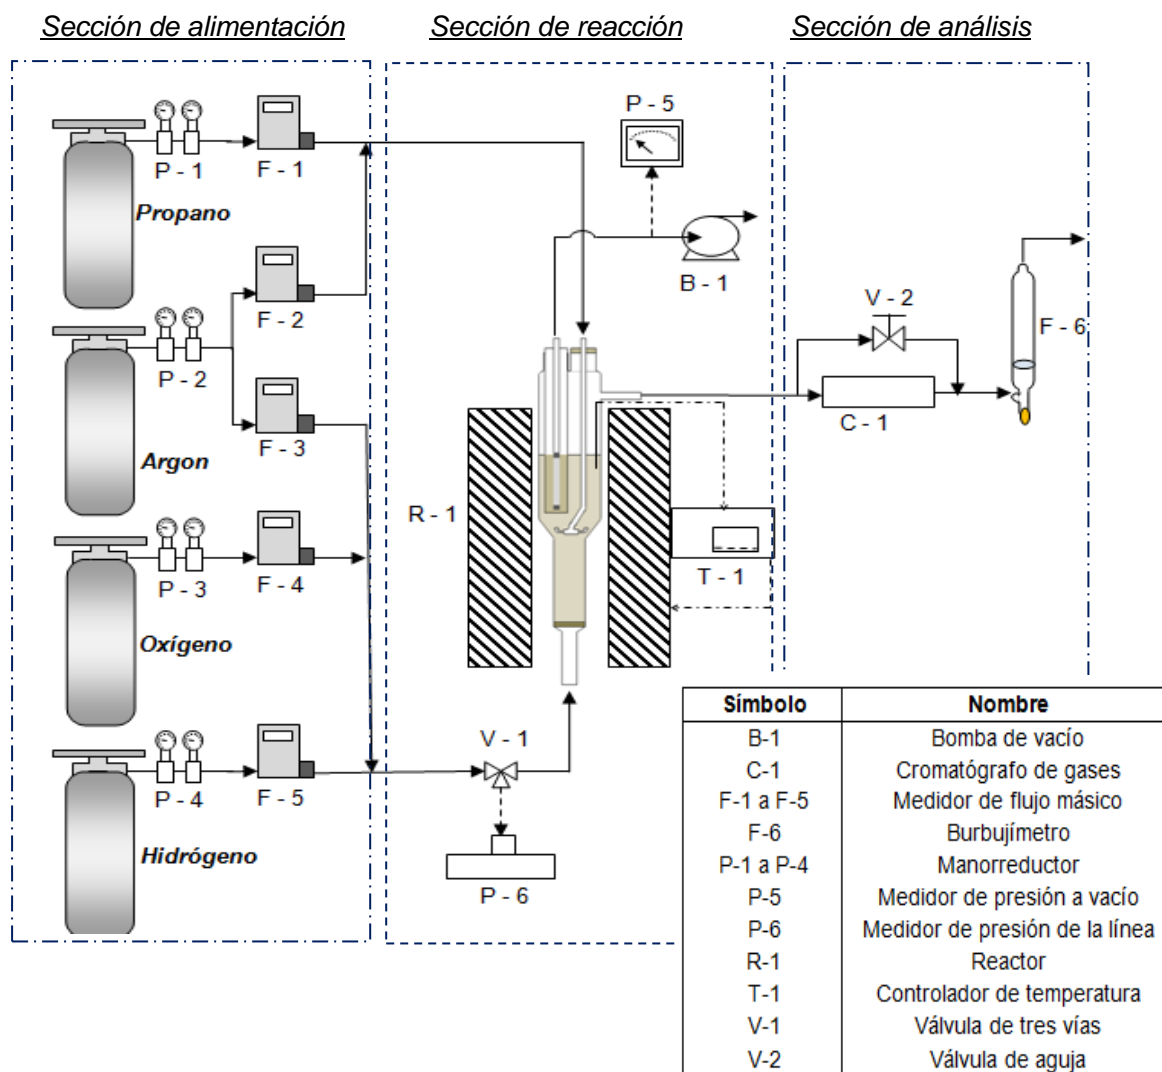 Sección de alimentación
Sección de reacción
Sección de análisis
P - 1
F - 1
Propano
F - 2
P - 2
F - 3
Argon
P - 3
F - 4
Oxígeno
P - 4
F - 5
Hidrógeno
P - 5
B - 1
R - 1
T - 1
V - 1
P - 6
V - 2
F - 6
C - 1
Símbolo Nombre
B-1 Bomba de vacío
C-1 Cromatógrafo de gases
F-1 a F-5 Medidor de flujo másico
F-6 Burbujímetro
P-1 a P-4 Manorreductor
P-5 Medidor de presión a vacío
P-6 Medidor de presión de la línea
R-1 Reactor
T-1 Controlador de temperatura
V-1 Válvula de tres vías
V-2 Válvula de aguja